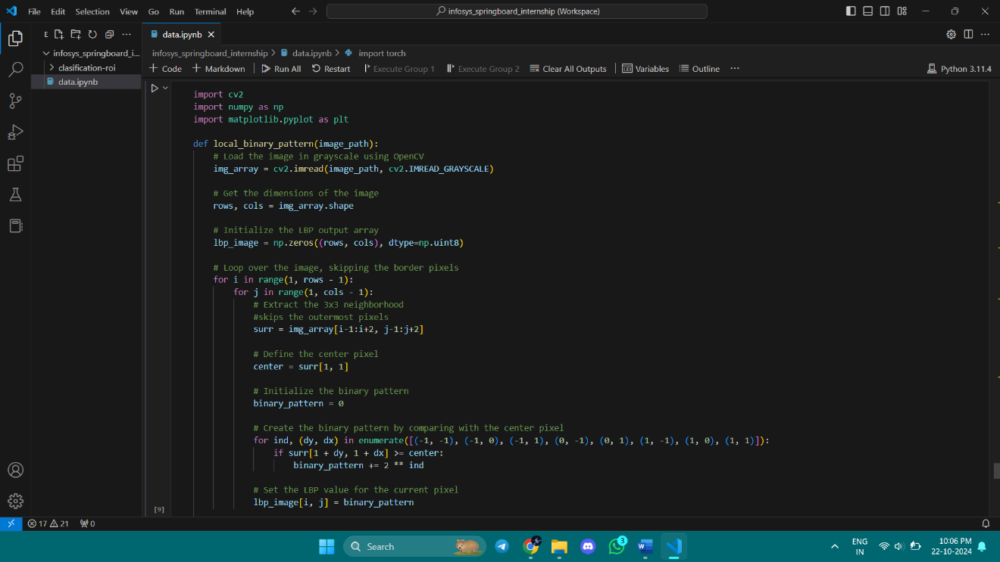 File Edit Selection View Go Run Terminal Help
infosys_springboard_internship (Workspace)
E
data.ipynb
infosys_springboard_i...
clasification-roi
data.ipynb
infosys_springboard_internship > data.ipynb > import torch
Code Markdown Run All Restart Execute Group 1 Execute Group 2 Clear All Outputs Variables Outline ... Python 3.11.4
import cv2
import numpy as np
import matplotlib.pyplot as plt
def local_binary_pattern(image_path):
# Load the image in grayscale using OpenCV
img_array = cv2.imread(image_path, cv2.IMREAD_GRAYSCALE)
# Get the dimensions of the image
rows, cols = img_array.shape
# Initialize the LBP output array
lbp_image = np.zeros((rows, cols), dtype=np.uint8)
# Loop over the image, skipping the border pixels
for i in range(1, rows - 1):
for j in range(1, cols - 1):
# Extract the 3x3 neighborhood
#skips the outermost pixels
surr = img_array[i-1:i+2, j-1:j+2]
# Define the center pixel
center = surr[1, 1]
# Initialize the binary pattern
binary_pattern = 0
# Create the binary pattern by comparing with the center pixel
for ind, (dy, dx) in enumerate([(-1, -1), (-1, 0), (-1, 1), (0, -1), (0, 1), (1, -1), (1, 0), (1, 1)]):
if surr[1 + dy, 1 + dx] >= center:
binary_pattern += 2 ** ind
# Set the LBP value for the current pixel
lbp_image[i, j] = binary_pattern
[9]
17 21 0
Search
3
ENG
IN
10:06 PM
22-10-2024